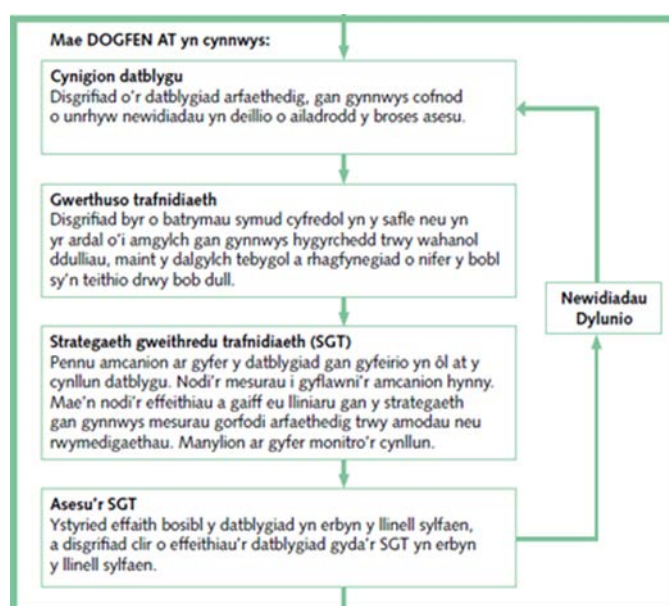 Mae DOGFEN AT yn cynnwys:
Cynigion datblygu
Disgrifiad o'r datblygiad arfaethedig, gan gynnwys cofnod
o unrhyw newidiadau yn deillio o ailadrodd y broses asesu.
Gwerthuso trafnidiaeth
Disgrifiad byr o batrymau symud cyfredol yn y safle neu yn
yr ardal o'i amgylch gan gynnwys hygyrchedd trwy wahanol
ddulliau, maint y dalgylch tebygol a rhagfynegiad o nifer y bobl
sy'n teithio drwy bob dull.
Strategaeth gweithredu trafnidiaeth (SGT)
Pennu amcanion ar gyfer y datblygiad gan gyfeirio yn ôl at y
cynllun datblygu. Nodi'r mesurau i gyflawni'r amcanion hynny.
Mae'n nodi'r effeithiau a gaiff eu lliniaru gan y strategaeth
gan gynnwys mesurau gorfodi arfaethedig trwy amodau neu
rwymedigaethau. Manylion ar gyfer monitro'r cynllun.
Asesu'r SGT
Ystyried effaith bosibl y datblygiad yn erbyn y llinell sylfaen,
a disgrifiad clir o effeithiau'r datblygiad gyda'r SGT yn erbyn
y llinell sylfaen.
Newidiadau
Dylunio